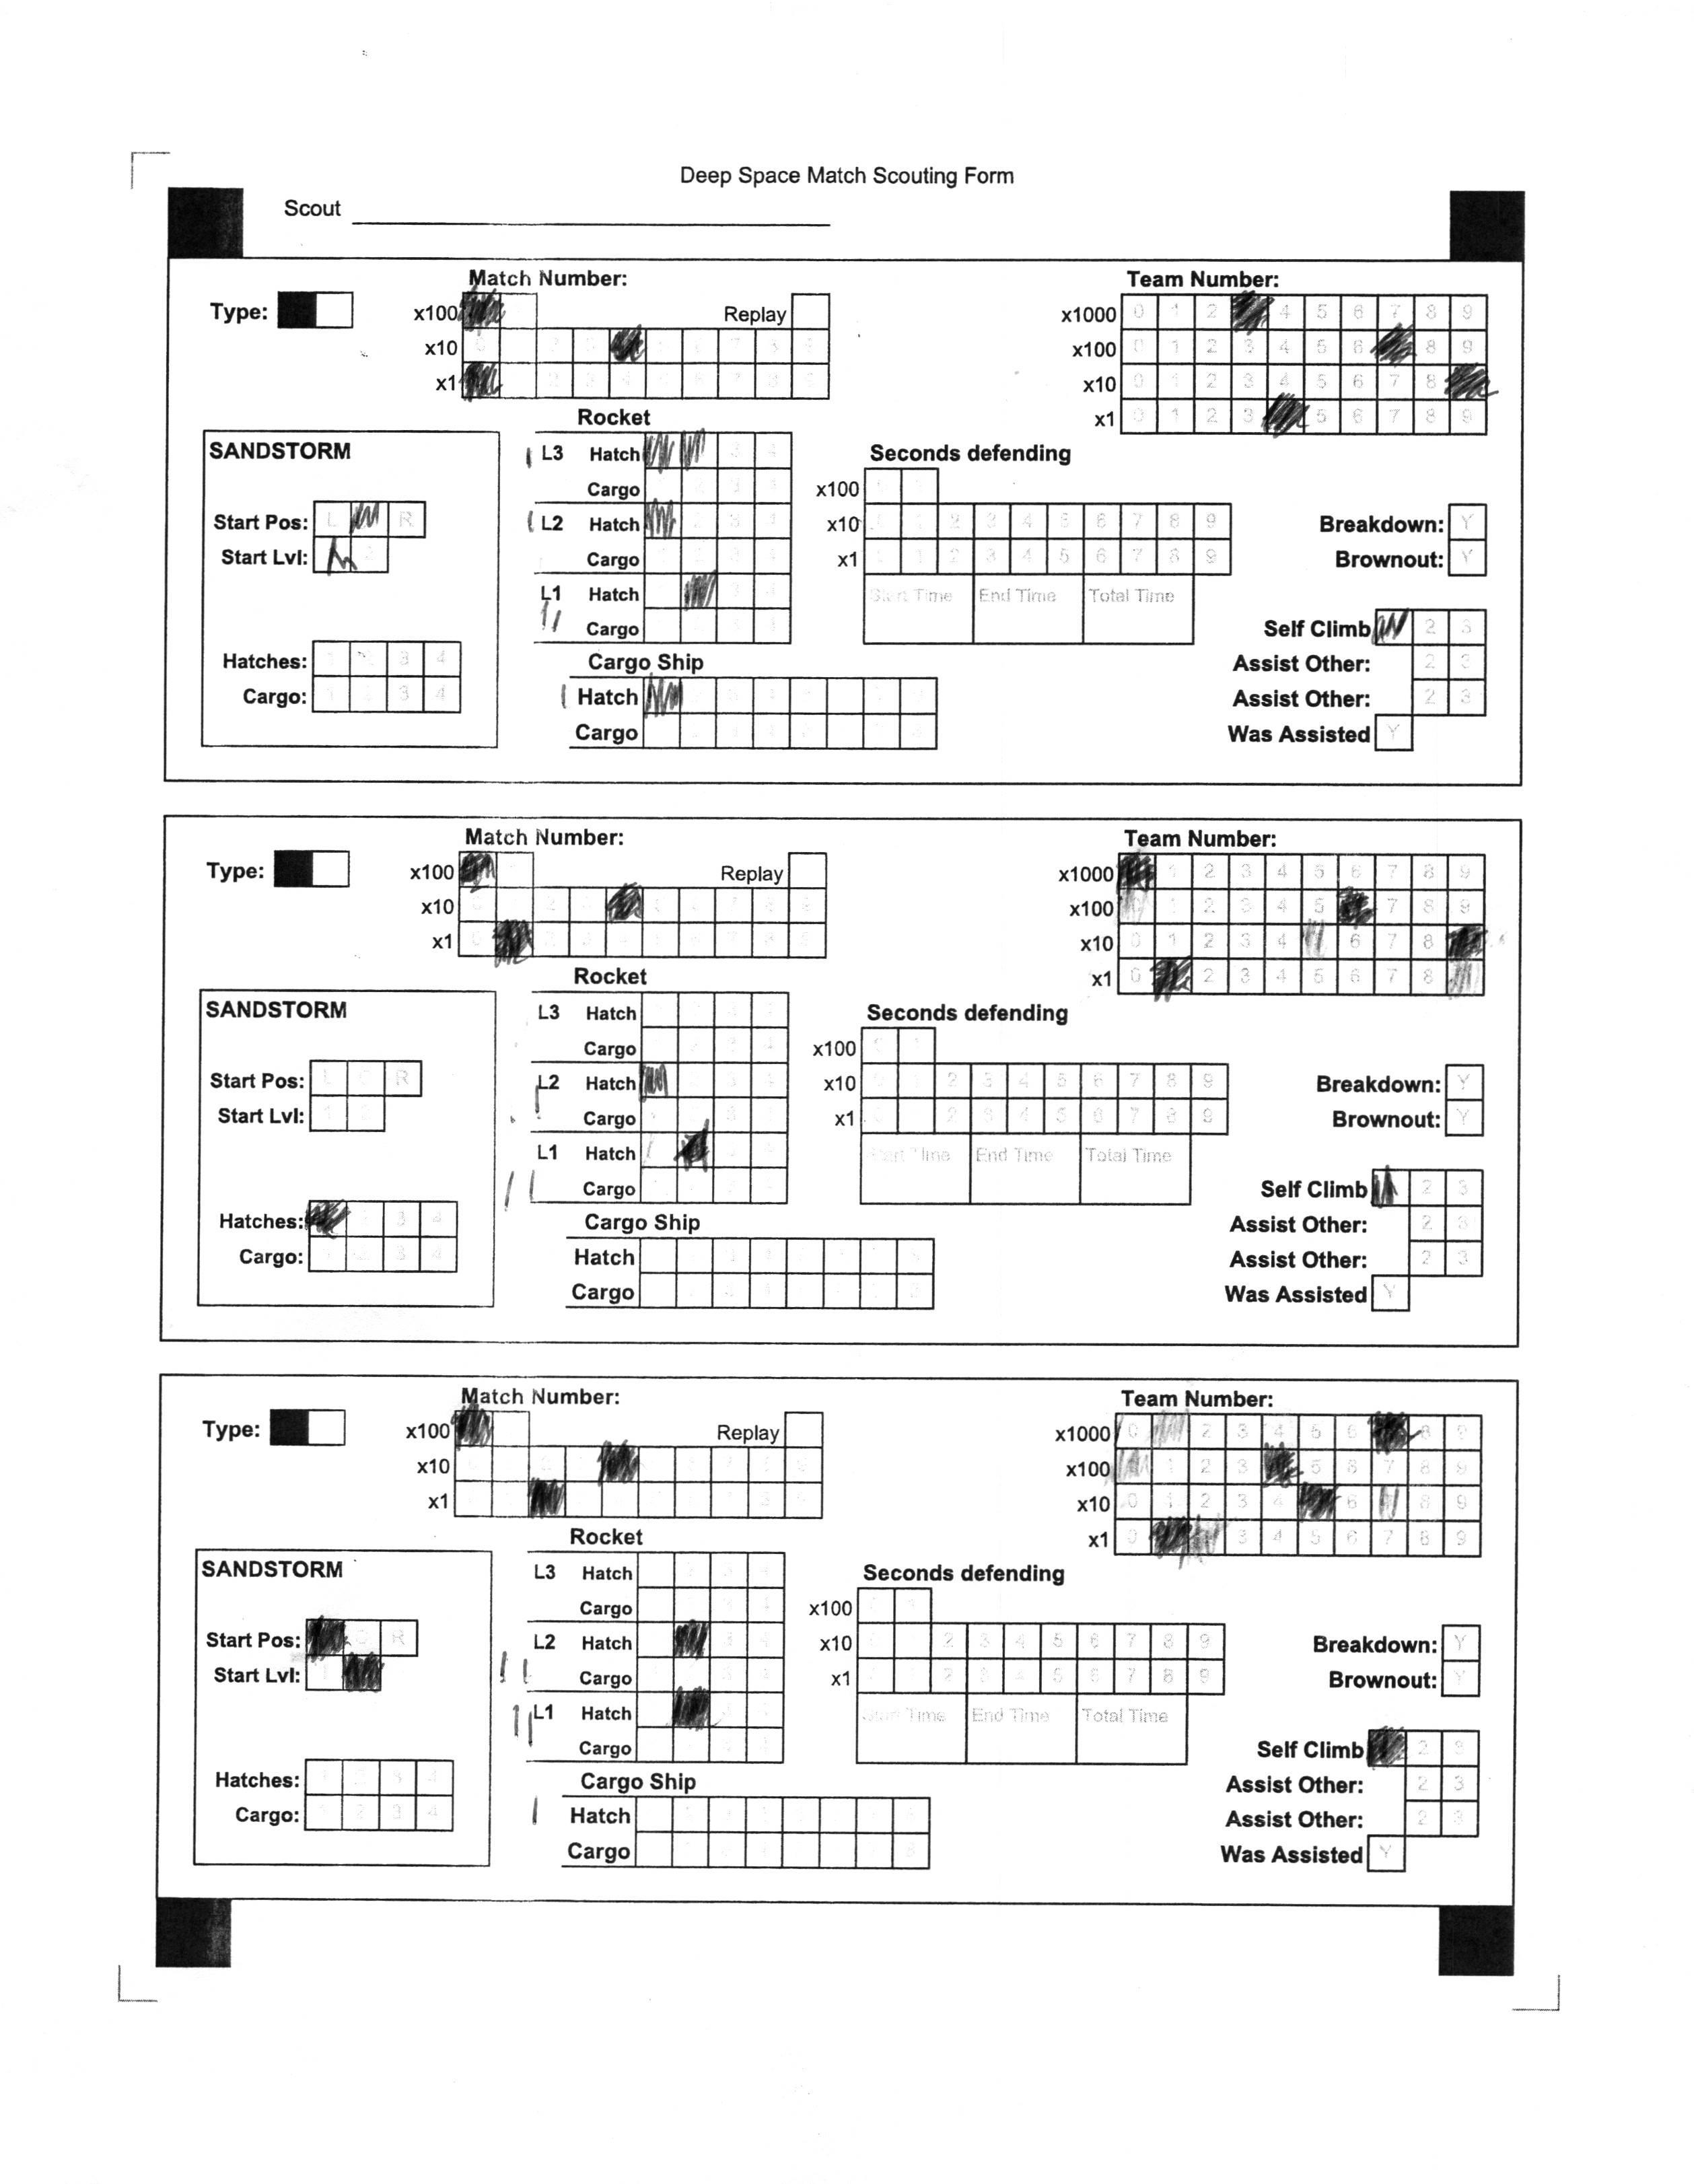 Deep Space Match Scouting Form
Scout
Match Number:
Team Number:
Type:
x100
Replay
x1000 0 1 2 4 5 6 7 8 9
x10
x100 0 1 2 3 4 5 6 8 9
x1
x10 0 1 2 3 4 5 6 7 8
x1 0 1 2 3 5 6 7 8 9
Rocket
SANDSTORM
L3 Hatch 3 4
Seconds defending
Cargo
x100
Start Pos: L R
L2 Hatch
x10 1 2 3 4 5 6 7 8 9
Breakdown: Y
Start Lvl:
Cargo
x1 1 2 3 4 5 6 7 8 9
Brownout: Y
L1 Hatch
Start Time End Time Total Time
Cargo
Self Climb 2 3
Hatches: 1 2 3 4
Cargo Ship
Assist Other: 2 3
Cargo: 1 2 3 4
Hatch
Assist Other: 2 3
Cargo
Was Assisted Y
Match Number:
Team Number:
Type:
x100
Replay
x1000 1 2 3 4 5 6 7 8 9
x10
x100 1 2 3 4 5 7 8 9
x1
x10 0 1 2 3 4 6 7 8
x1 0 2 3 4 5 6 7 8
Rocket
SANDSTORM
L3 Hatch
Seconds defending
Cargo
x100
Start Pos: L C R
L2 Hatch
x10 2 3 4 5 6 7 8 9
Breakdown: Y
Start Lvl:
Cargo
x1 2 3 4 5 6 7 8 9
Brownout: Y
L1 Hatch
Start Time End Time Total Time
Cargo
Self Climb 2 3
Hatches: 2 3 4
Cargo Ship
Assist Other: 2 3
Cargo: 1 2 3 4
Hatch
Assist Other: 2 3
Cargo
Was Assisted Y
Match Number:
Team Number:
Type:
x100
Replay
x1000 0 2 3 4 5 6 8 9
x10
x100 1 2 3 5 6 7 8 9
x1
x10 0 1 2 3 4 6 8 9
x1 0 3 4 5 6 7 8 9
Rocket
SANDSTORM
L3 Hatch
Seconds defending
Cargo
x100
Start Pos: C R
L2 Hatch
x10 2 3 4 5 6 7 8 9
Breakdown: Y
Start Lvl:
Cargo
x1 2 3 4 5 6 7 8 9
Brownout: Y
L1 Hatch
Start Time End Time Total Time
Cargo
Self Climb 2 3
Hatches: 1 2 3 4
Cargo Ship
Assist Other: 2 3
Cargo: 1 2 3 4
Hatch
Assist Other: 2 3
Cargo
Was Assisted Y